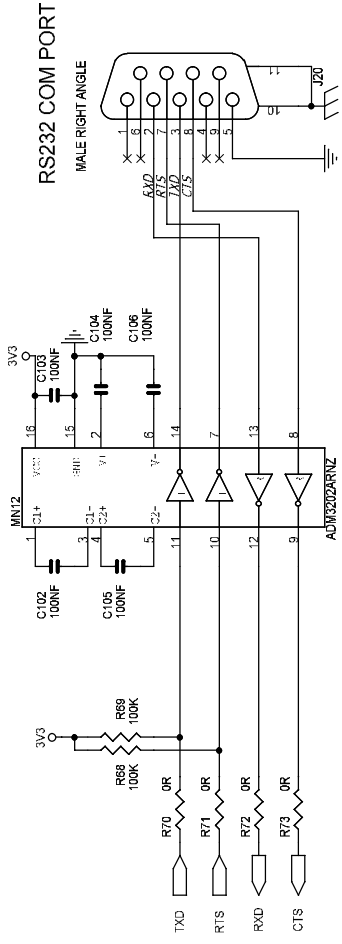 RS232 COM PORT
MALE RIGHT ANGLE
J20
11
10
1
6
2
7
3
8
4
9
5
RXD
RTS
TXD
CTS
3V3
C103
100NF
C104
100NF
C106
100NF
16
15
2
6
14
7
13
8
MN12
VCC
GND
V+
V-
C1+
C1-
C2+
C2-
ADM3202ARNZ
1
3
4
5
11
10
12
9
C102
100NF
C105
100NF
3V3
R69
100K
R68
100K
R70
0R
R71
0R
R72
0R
R73
0R
TXD
RTS
RXD
CTS